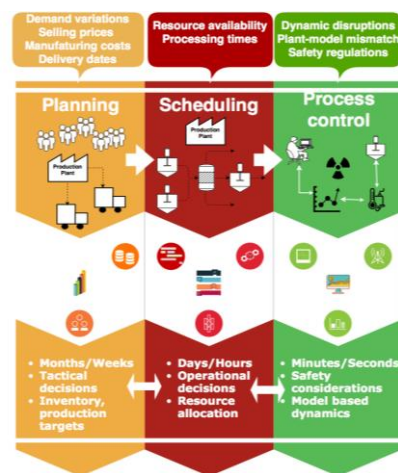 Demand variations
Selling prices
Manufaturing costs
Delivery dates
Resource availability
Processing times
Dynamic disruptions
Plant-model mismatch
Safety regulations
Planning
Scheduling
Process
control
Production
Plant
Production
Plant
• Months/Weeks
• Tactical
decisions
• Inventory,
production
targets
• Days/Hours
• Operational
decisions
• Resource
allocation
• Minutes/Seconds
• Safety
considerations
• Model based
dynamics